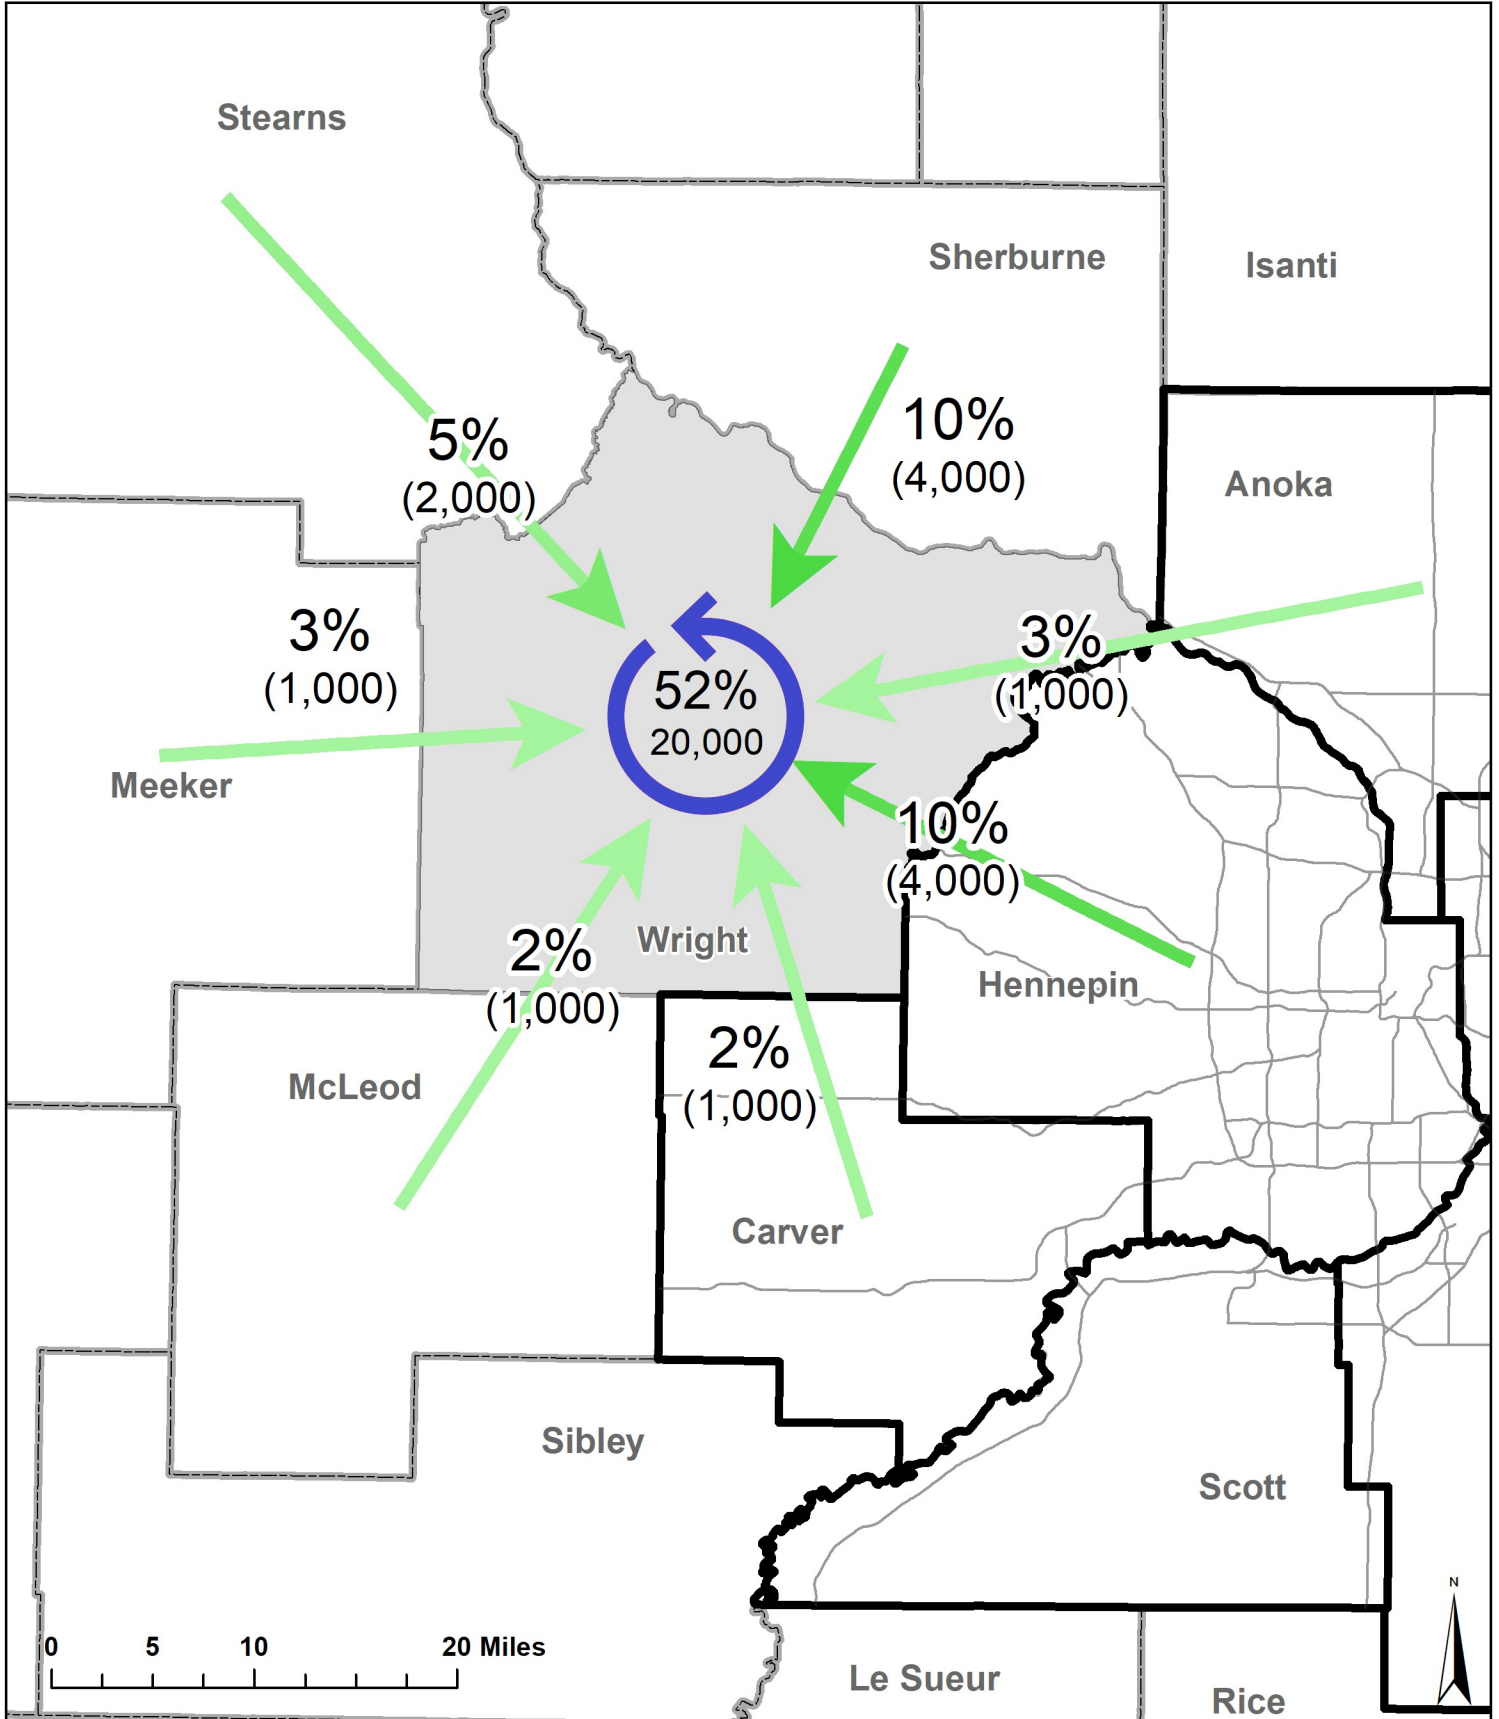 Stearns
Sherburne
Isanti
10%
(4,000)
5%
(2,000)
Anoka
3%
(1,000)
3%
(1,000)
52%
20,000
Meeker
10%
(4,000)
Wright
2%
(1,000)
Hennepin
2%
(1,000)
McLeod
Carver
Sibley
Scott
N
0 5 10 20 Miles
Le Sueur
Rice